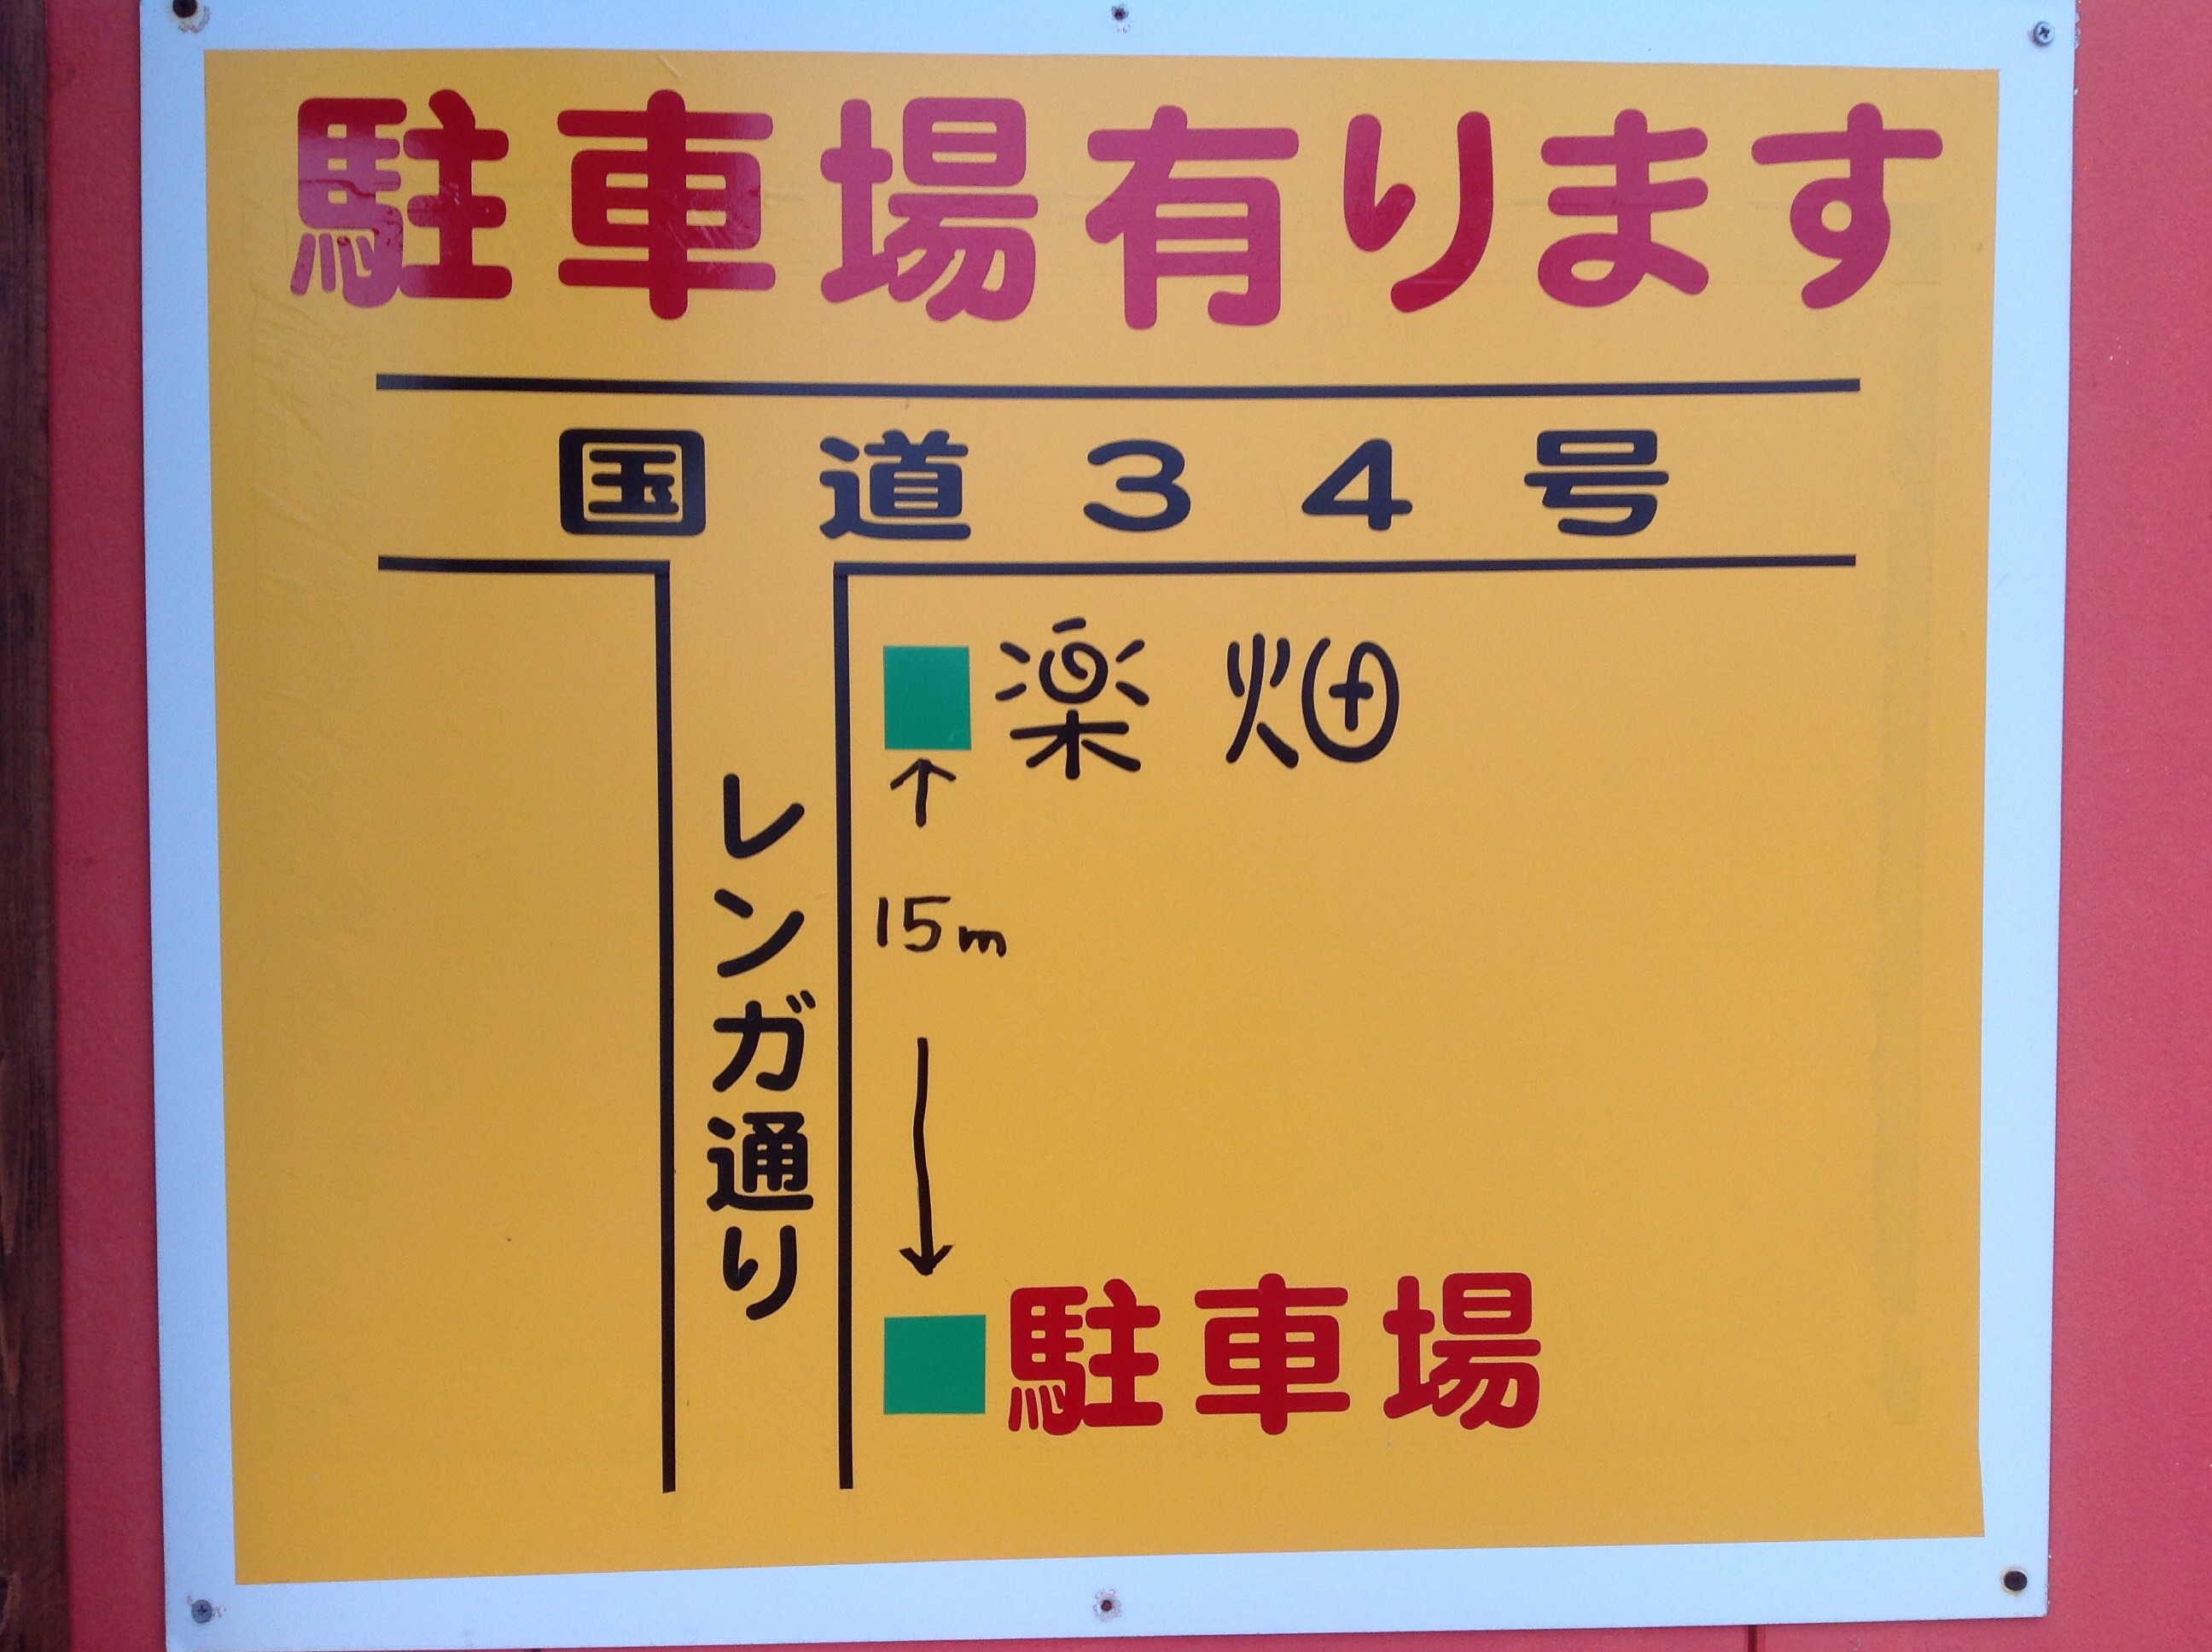 駐車場有ります
国道34号
楽畑
レンガ通り
15m
駐車場